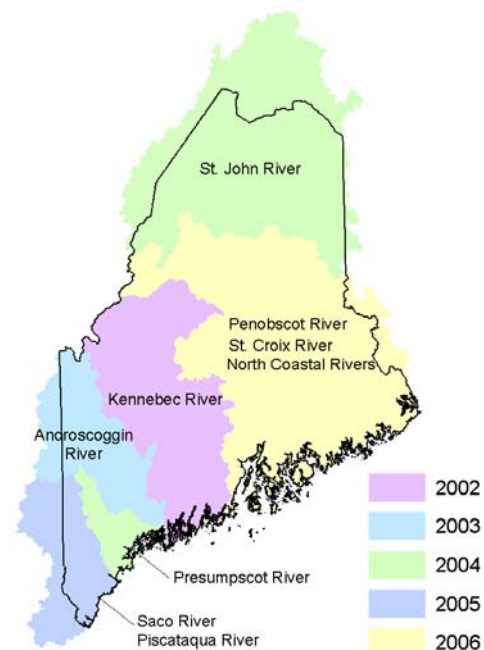 St. John River
Penobscot River
St. Croix River
North Coastal Rivers
Kennebec River
Androscoggin
River
Presumpscot River
Saco River
Piscataqua River
2002
2003
2004
2005
2006